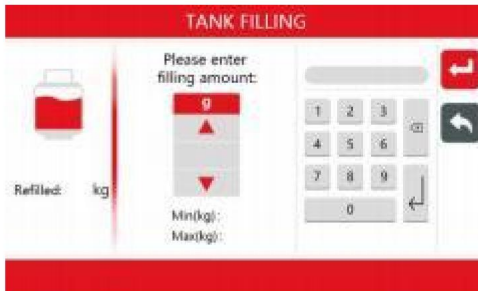 TANK FILLING
Please enter
filling amount:
g
Refilled: kg
Min(kg):
Max(kg):
1 2 3
4 5 6
7 8 9
0